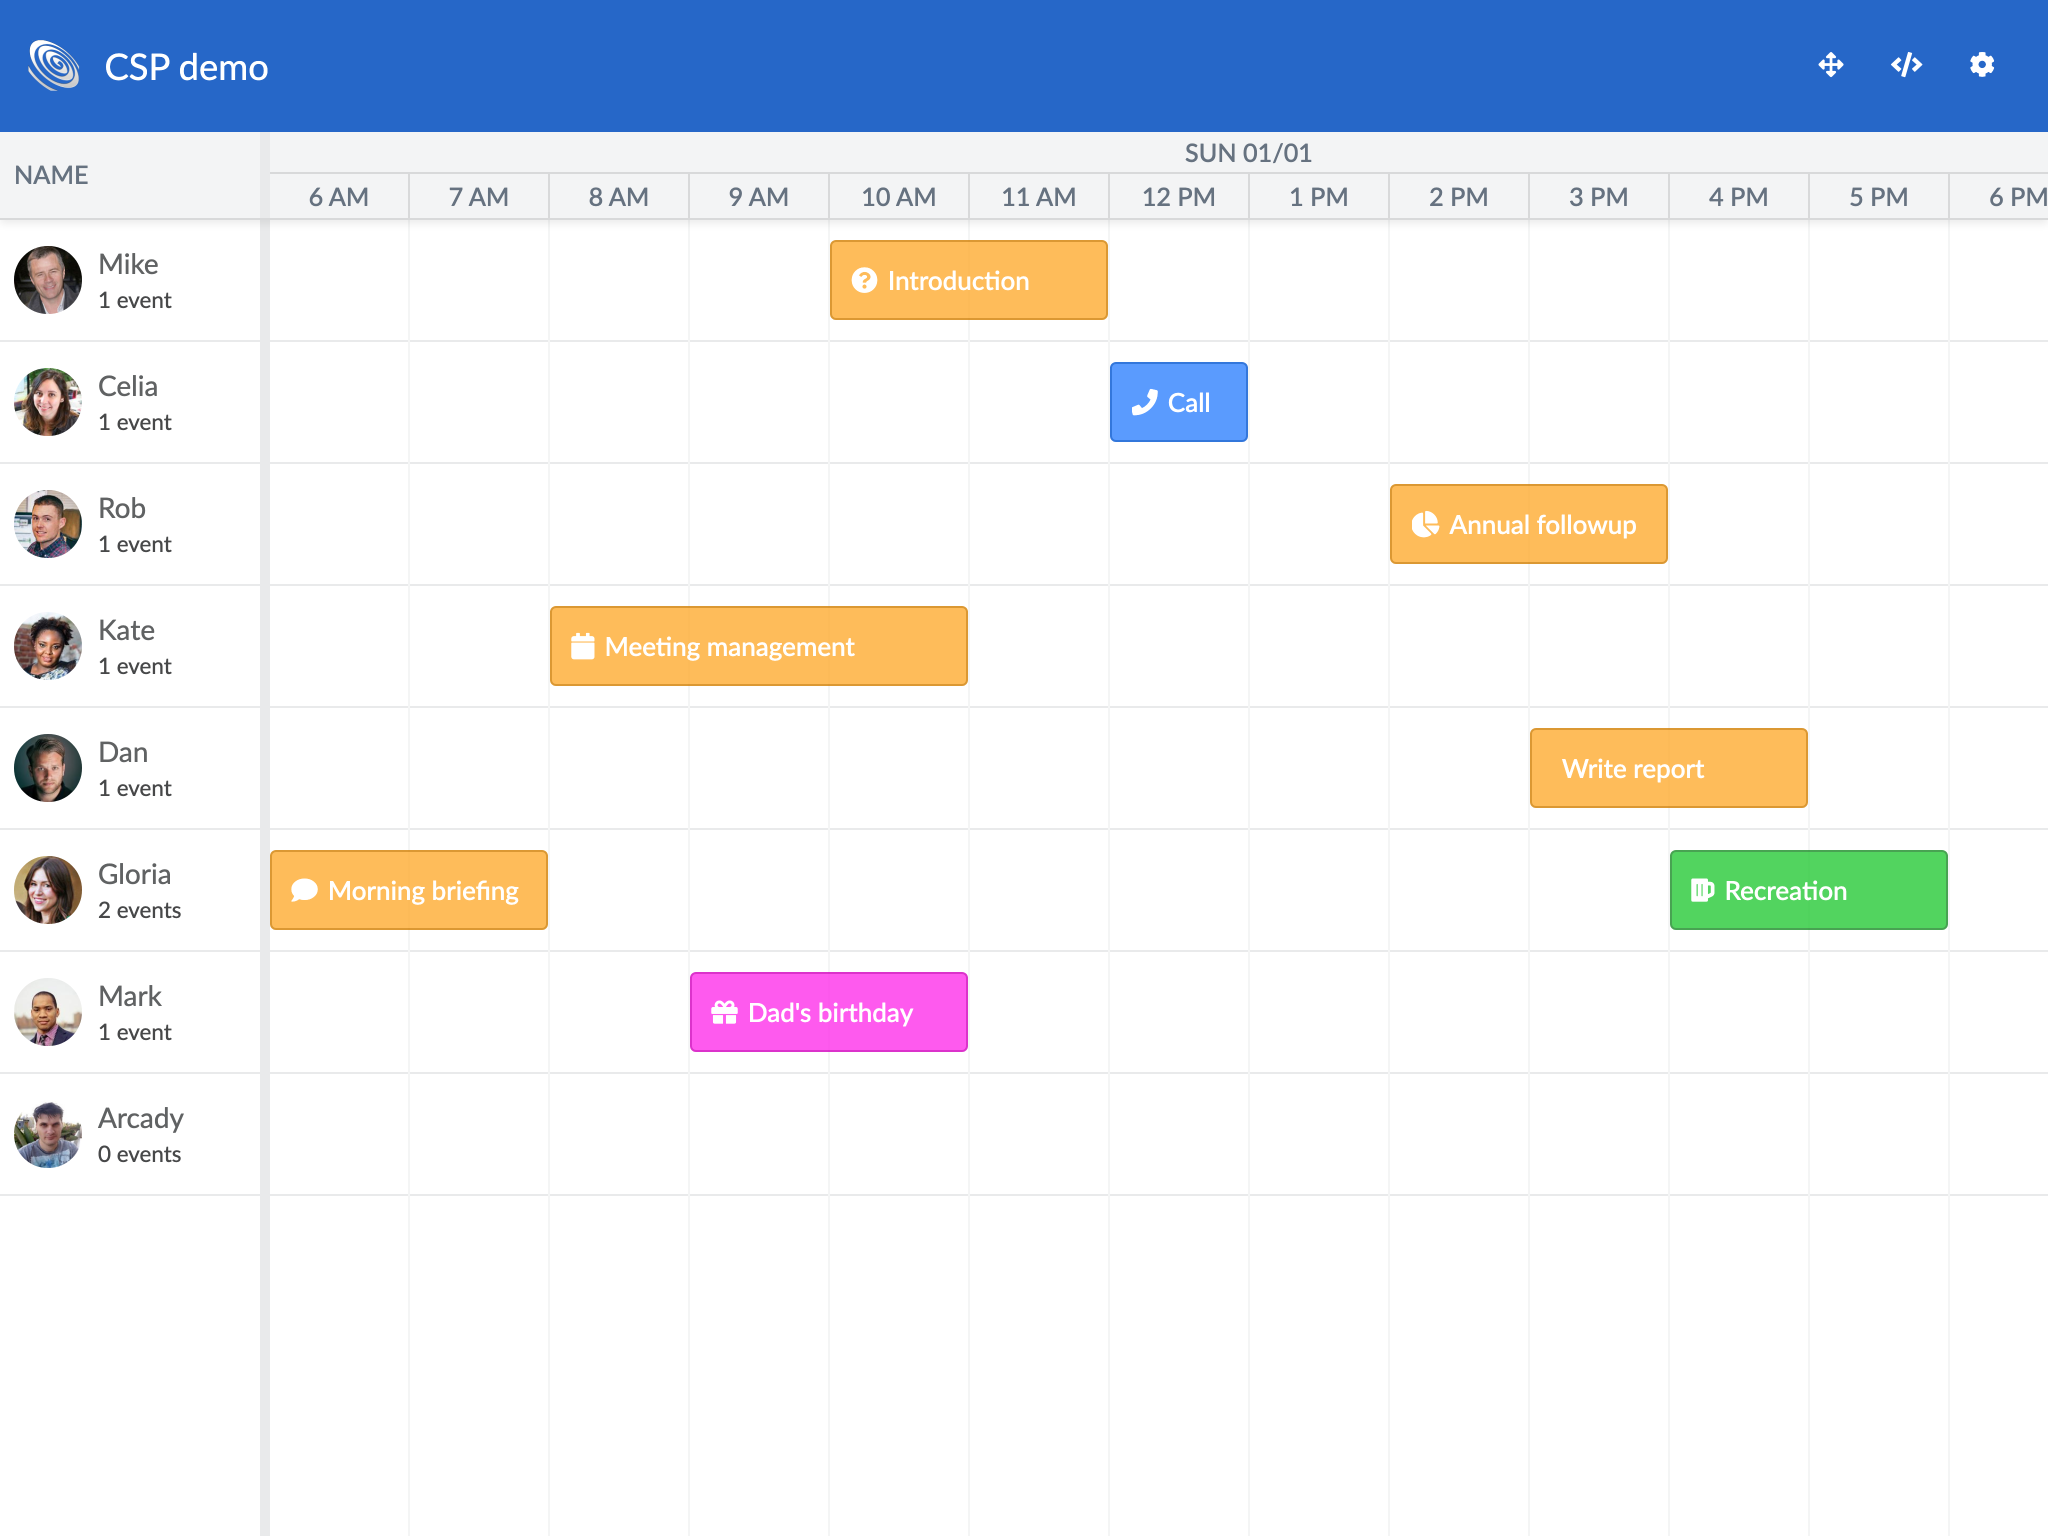 CSP demo
NAME
SUN 01/01
6 AM 7 AM 8 AM 9 AM 10 AM 11 AM 12 PM 1 PM 2 PM 3 PM 4 PM 5 PM 6 PM
Mike
1 event
Introduction
Celia
1 event
Call
Rob
1 event
Annual followup
Kate
1 event
Meeting management
Dan
1 event
Write report
Gloria
2 events
Morning briefing
Recreation
Mark
1 event
Dad's birthday
Arcady
0 events